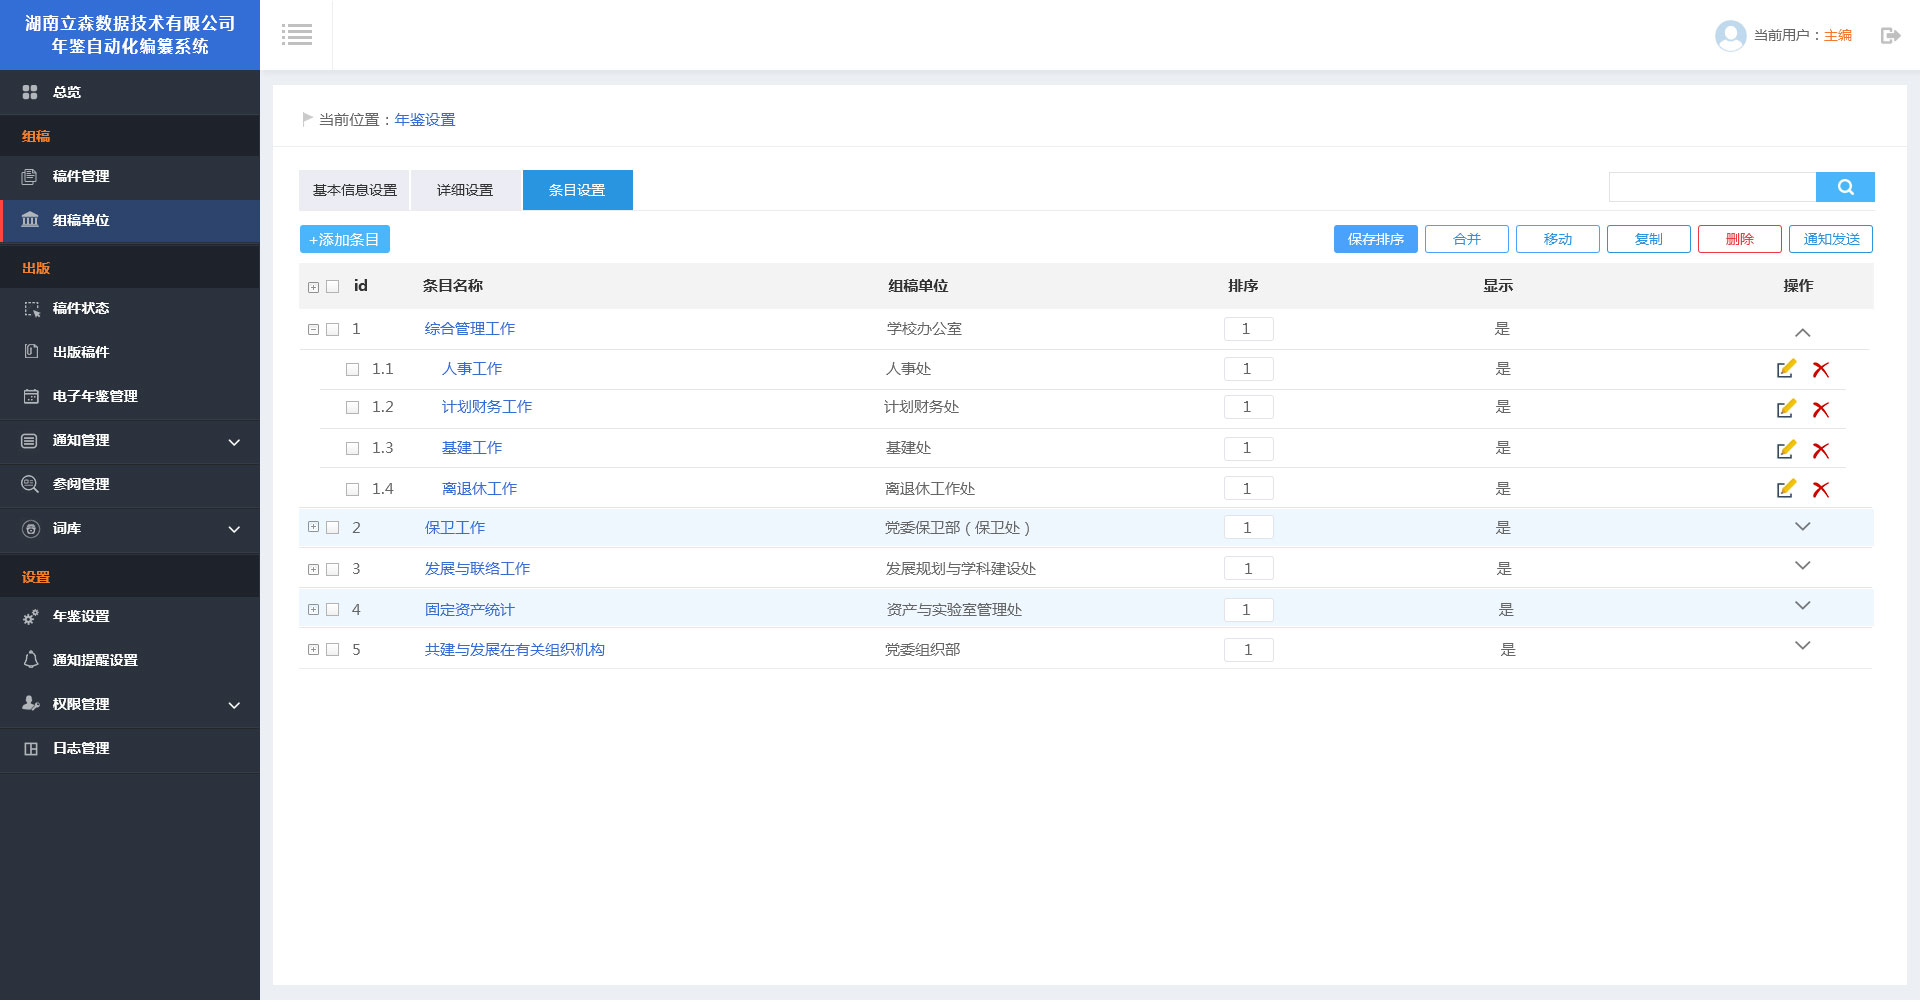 湖南立森数据技术有限公司
年鉴自动化编纂系统
当前用户：主编
总览
组稿
稿件管理
组稿单位
出版
稿件状态
出版稿件
电子年鉴管理
通知管理
参阅管理
词库
设置
年鉴设置
通知提醒设置
权限管理
日志管理
当前位置：年鉴设置
基本信息设置 详细设置 条目设置
+添加条目 保存排序 合并 移动 复制 删除 通知发送
id 条目名称 组稿单位 排序 显示 操作
1 综合管理工作 学校办公室 1 是
1.1 人事工作 人事处 1 是
1.2 计划财务工作 计划财务处 1 是
1.3 基建工作 基建处 1 是
1.4 离退休工作 离退休工作处 1 是
2 保卫工作 党委保卫部（保卫处） 1 是
3 发展与联络工作 发展规划与学科建设处 1 是
4 固定资产统计 资产与实验室管理处 1 是
5 共建与发展在有关组织机构 党委组织部 1 是